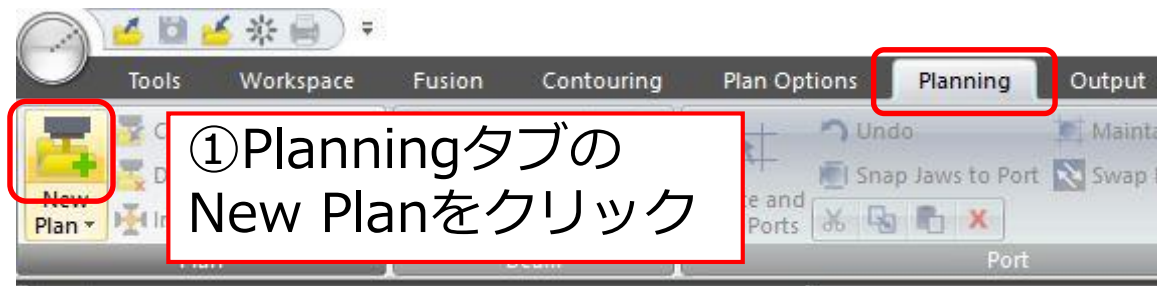 Tools Workspace Fusion Contouring Plan Options Planning Output
①Planningタブの
New Planをクリック
Undo
Snap Jaws to Port Swap
New
Plan
Ports
Port